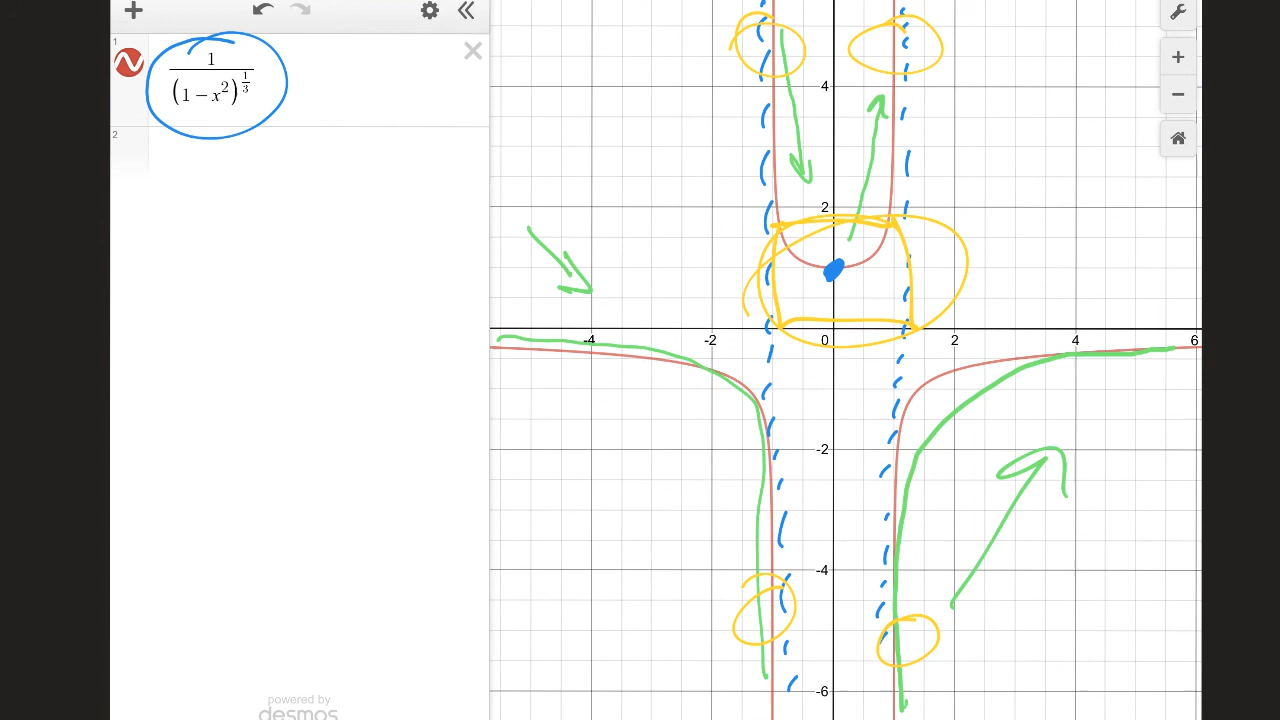 1
1
(1 − x²)^(1/3)
2
powered by
desmos
4
2
-4 -2 0 2 4 6
-2
-4
-6